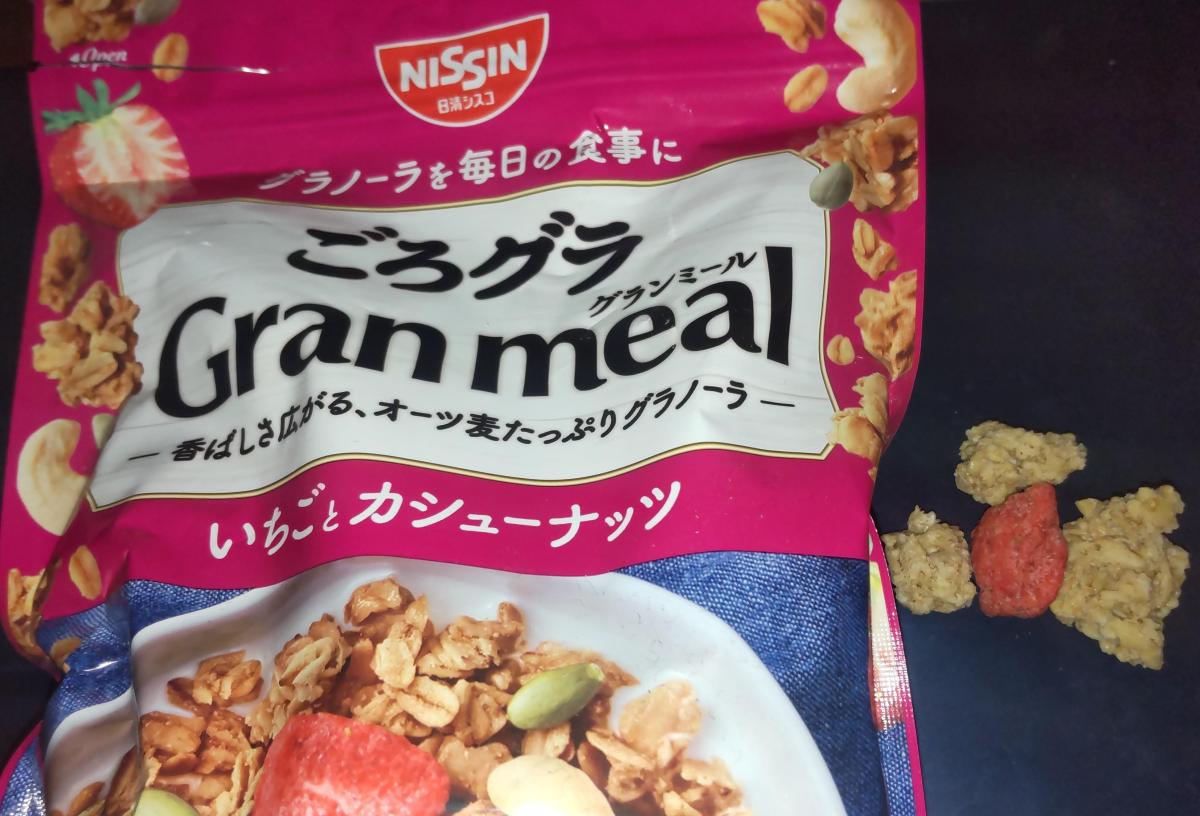 Open
NISSIN
日清シスコ
グラノーラを毎日の食事に
ごろグラ
グランミール
Gran meal
― 香ばしさ広がる、オーツ麦たっぷりグラノーラ ―
いちごとカシューナッツ